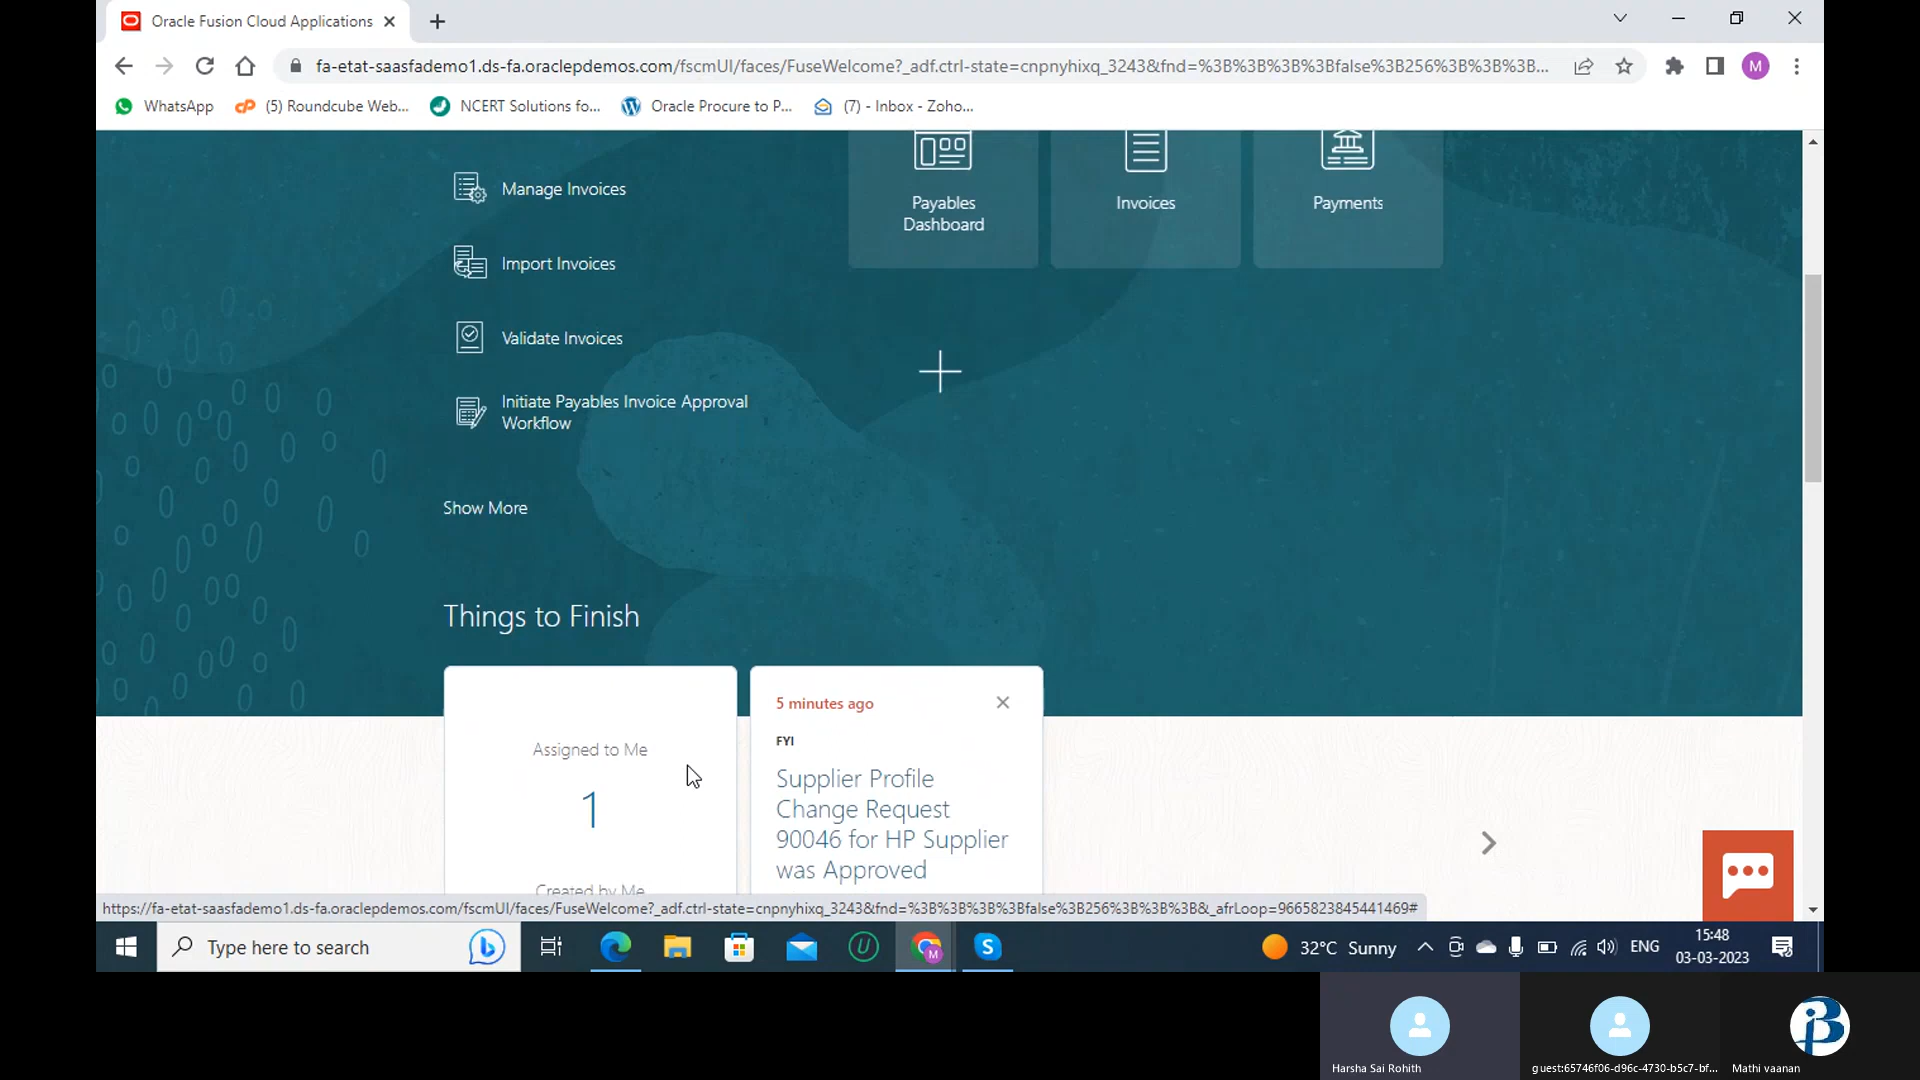 Oracle Fusion Cloud Applications
fa-etat-saasfademo1.ds-fa.oraclepdemos.com/fscmUI/faces/FuseWelcome?_adf.ctrl-state=cnpnyhixq_3243&fnd=%3B%3B%3B%3Bfalse%3B256%3B%3B%3B...
M
WhatsApp
(5) Roundcube Web...
NCERT Solutions fo...
Oracle Procure to P...
(7) - Inbox - Zoho...
Manage Invoices
Import Invoices
Validate Invoices
Initiate Payables Invoice Approval
Workflow
Show More
Payables
Dashboard
Invoices
Payments
Things to Finish
Assigned to Me
1
Created by Me
5 minutes ago
FYI
Supplier Profile
Change Request
90046 for HP Supplier
was Approved
https://fa-etat-saasfademo1.ds-fa.oraclepdemos.com/fscmUI/faces/FuseWelcome?_adf.ctrl-state=cnpnyhixq_3243&fnd=%3B%3B%3B%3Bfalse%3B256%3B%3B%3B&_afrLoop=9665823845441469#
Type here to search
32°C Sunny
ENG
15:48
03-03-2023
Harsha Sai Rohith
guest:65746f06-d96c-4730-b5c7-bf...
Mathi vaanan